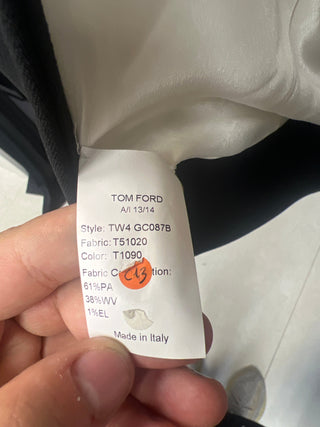 TOM FORD
A/I 13/14
Style: TW4 GC087B
Fabric: T51020
Color: T1090
Fabric C tion:
C13
61%PA
38%WV
1%EL
Made in Italy